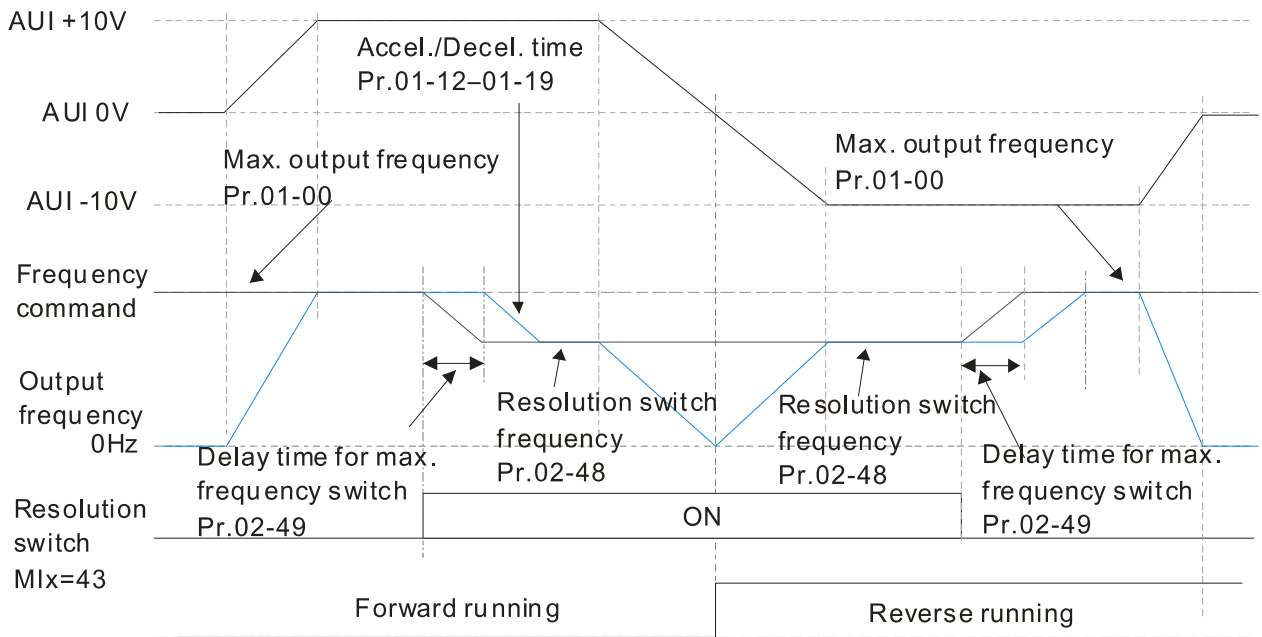 AUI +10V
Accel./Decel. time
Pr.01-12–01-19
AUI 0V
Max. output frequency
Pr.01-00
Max. output frequency
Pr.01-00
AUI -10V
Frequency
command
Output
frequency
0Hz
Resolution switch
frequency
Pr.02-48
Resolution switch
frequency
Pr.02-48
Delay time for max.
frequency switch
Pr.02-49
Delay time for max.
frequency switch
Pr.02-49
Resolution
switch
MIx=43
ON
Forward running
Reverse running